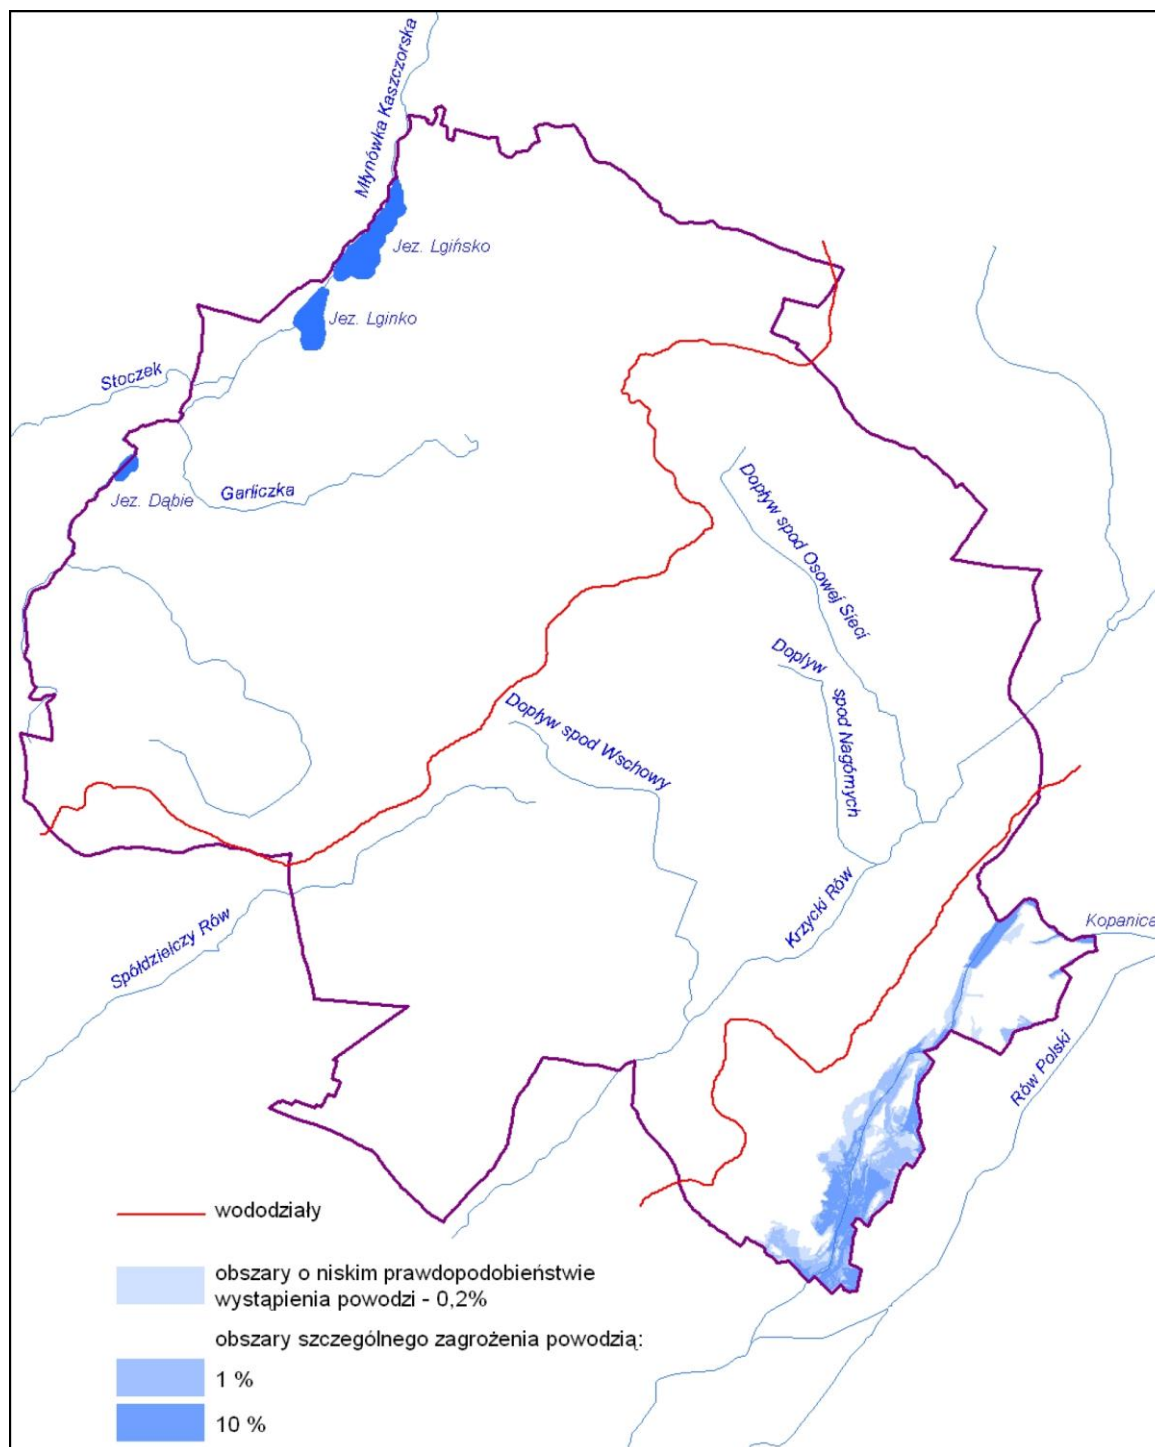 Młynówka Kaszczorska
Jez. Lgińsko
Jez. Lginko
Stoczek
Jez. Dąbie
Garliczka
Dopływ spod Osowej Sieci
Dopływ
spod Nagórnych
Dopływ spod Wschowy
Krzycki Rów
Spółdzielczy Rów
Kopanica
Rów Polski
wododziały
obszary o niskim prawdopodobieństwie
wystąpienia powodzi - 0,2%
obszary szczególnego zagrożenia powodzią:
1 %
10 %